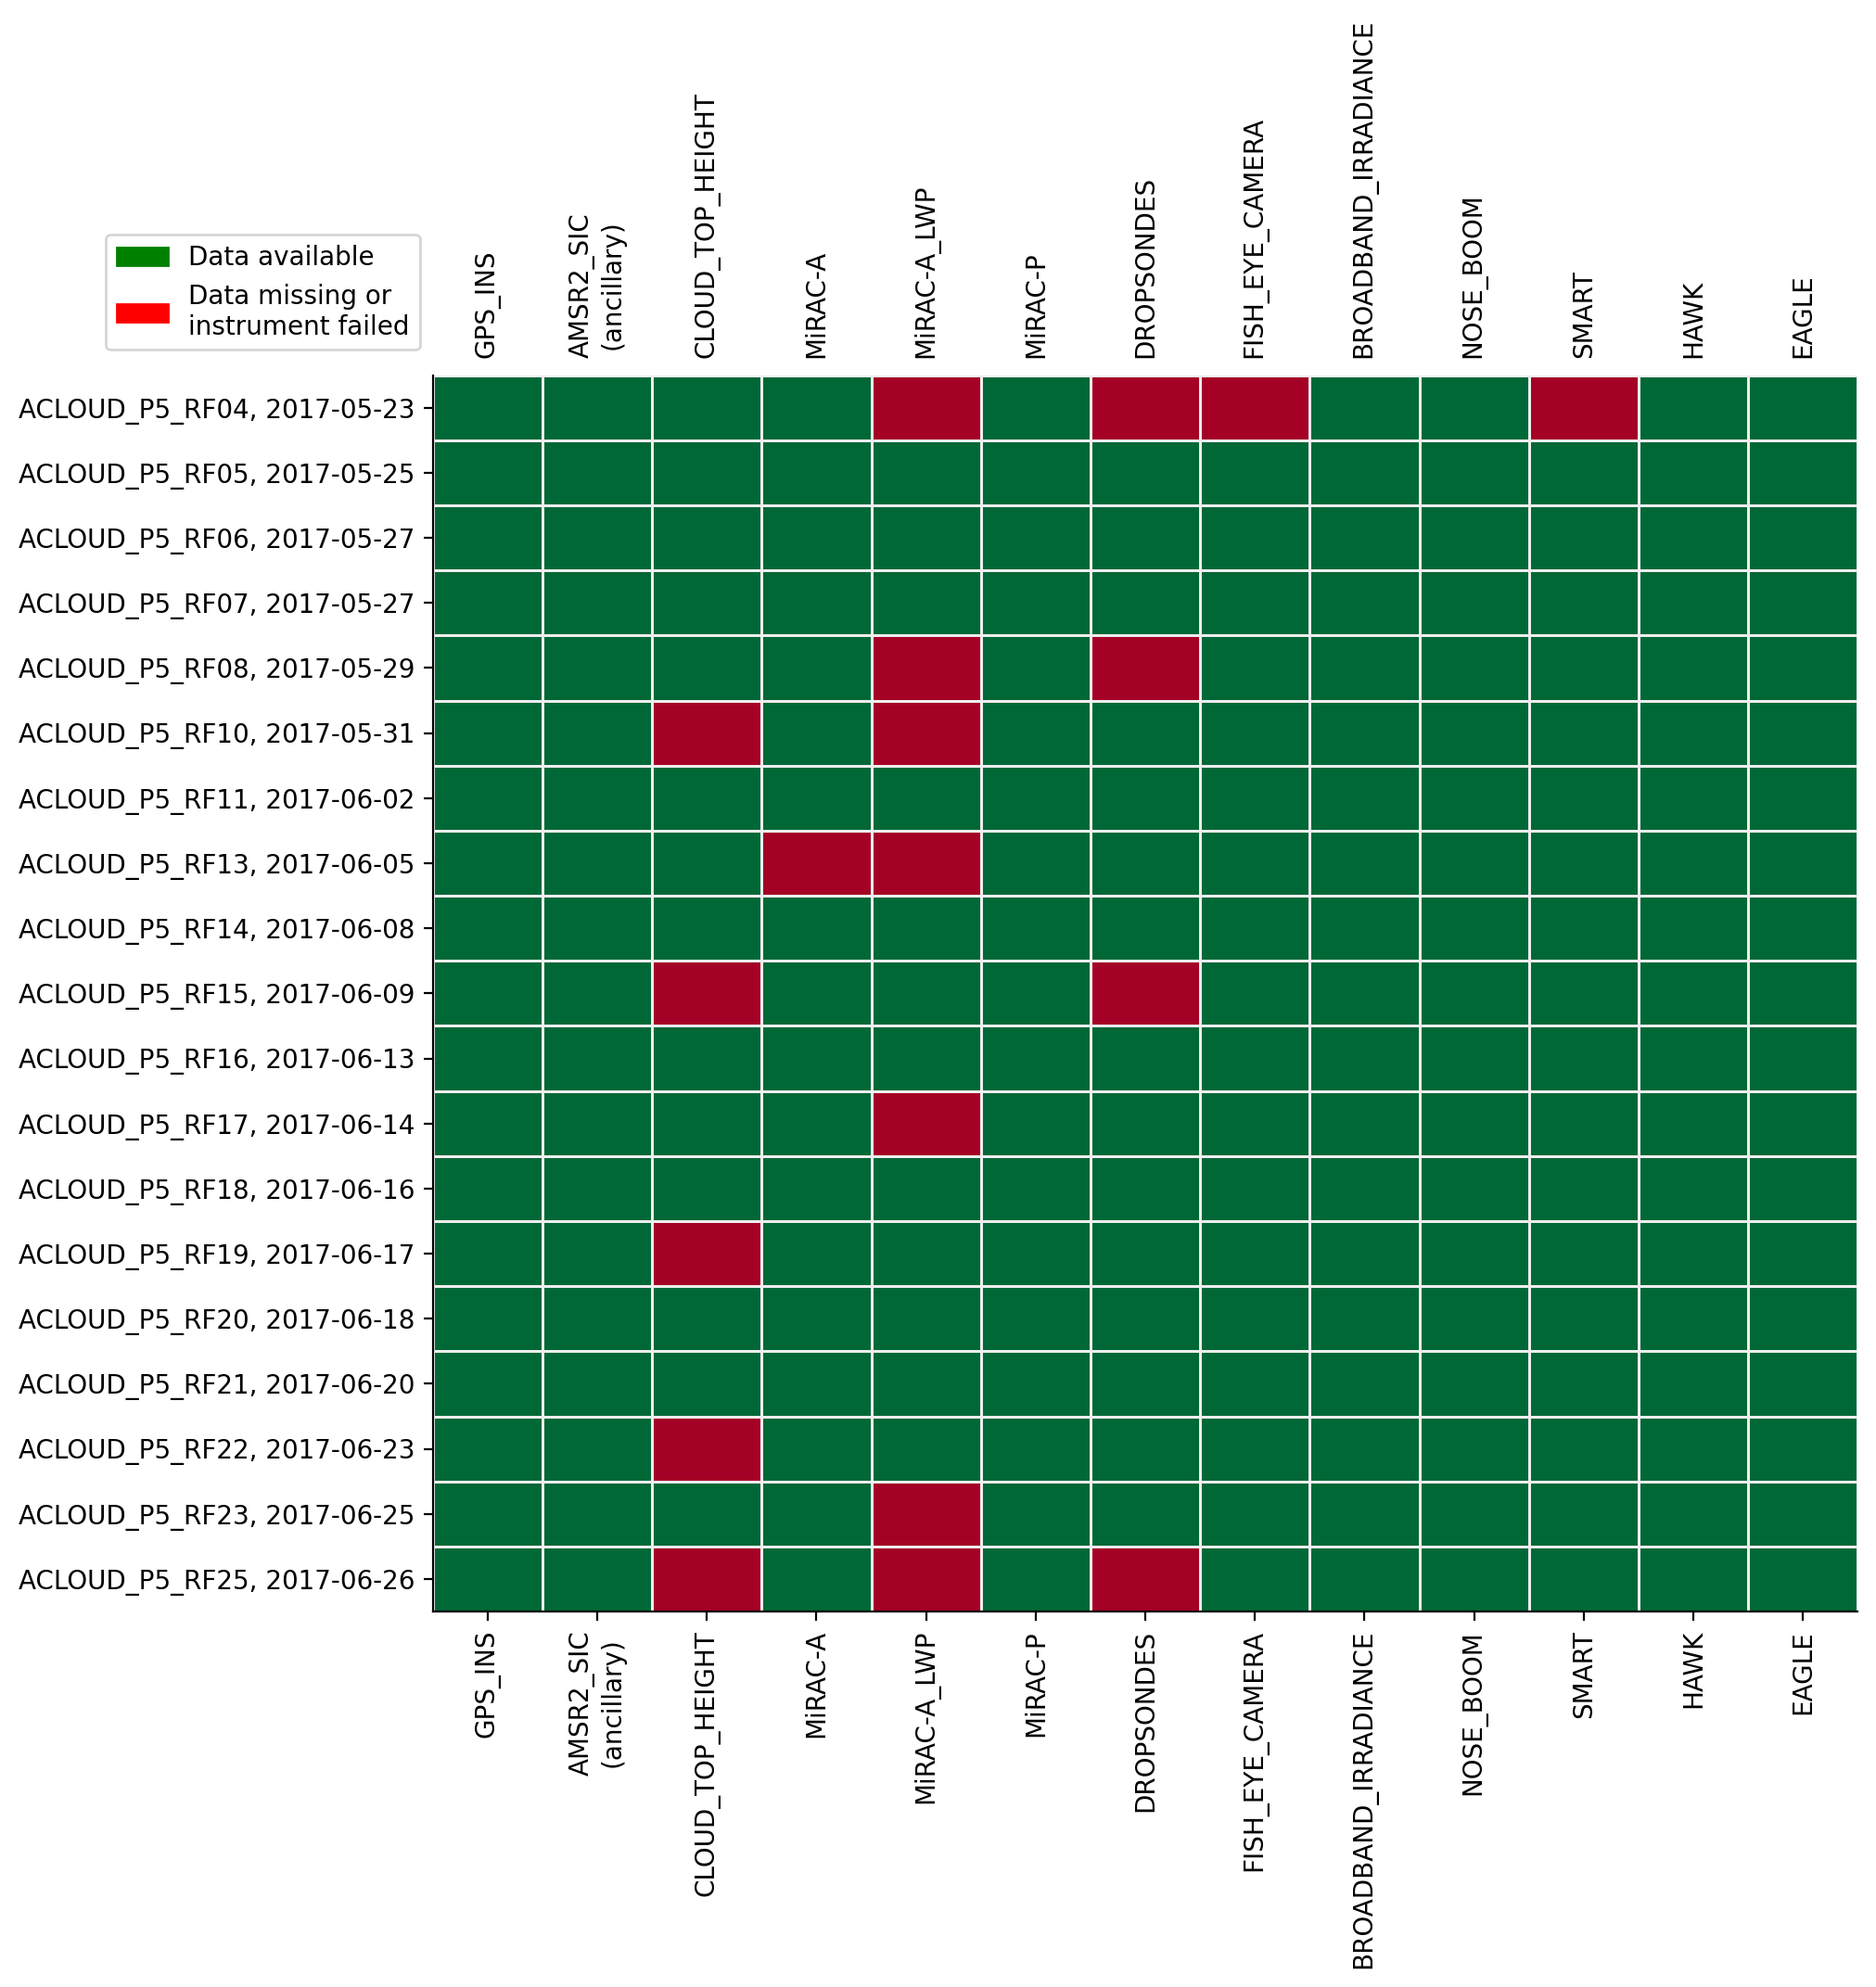 Data available
Data missing or
instrument failed
GPS_INS
AMSR2_SIC
(ancillary)
CLOUD_TOP_HEIGHT
MiRAC-A
MiRAC-A_LWP
MiRAC-P
DROPSONDES
FISH_EYE_CAMERA
BROADBAND_IRRADIANCE
NOSE_BOOM
SMART
HAWK
EAGLE
ACLOUD_P5_RF04, 2017-05-23
ACLOUD_P5_RF05, 2017-05-25
ACLOUD_P5_RF06, 2017-05-27
ACLOUD_P5_RF07, 2017-05-27
ACLOUD_P5_RF08, 2017-05-29
ACLOUD_P5_RF10, 2017-05-31
ACLOUD_P5_RF11, 2017-06-02
ACLOUD_P5_RF13, 2017-06-05
ACLOUD_P5_RF14, 2017-06-08
ACLOUD_P5_RF15, 2017-06-09
ACLOUD_P5_RF16, 2017-06-13
ACLOUD_P5_RF17, 2017-06-14
ACLOUD_P5_RF18, 2017-06-16
ACLOUD_P5_RF19, 2017-06-17
ACLOUD_P5_RF20, 2017-06-18
ACLOUD_P5_RF21, 2017-06-20
ACLOUD_P5_RF22, 2017-06-23
ACLOUD_P5_RF23, 2017-06-25
ACLOUD_P5_RF25, 2017-06-26
GPS_INS
AMSR2_SIC
(ancillary)
CLOUD_TOP_HEIGHT
MiRAC-A
MiRAC-A_LWP
MiRAC-P
DROPSONDES
FISH_EYE_CAMERA
BROADBAND_IRRADIANCE
NOSE_BOOM
SMART
HAWK
EAGLE